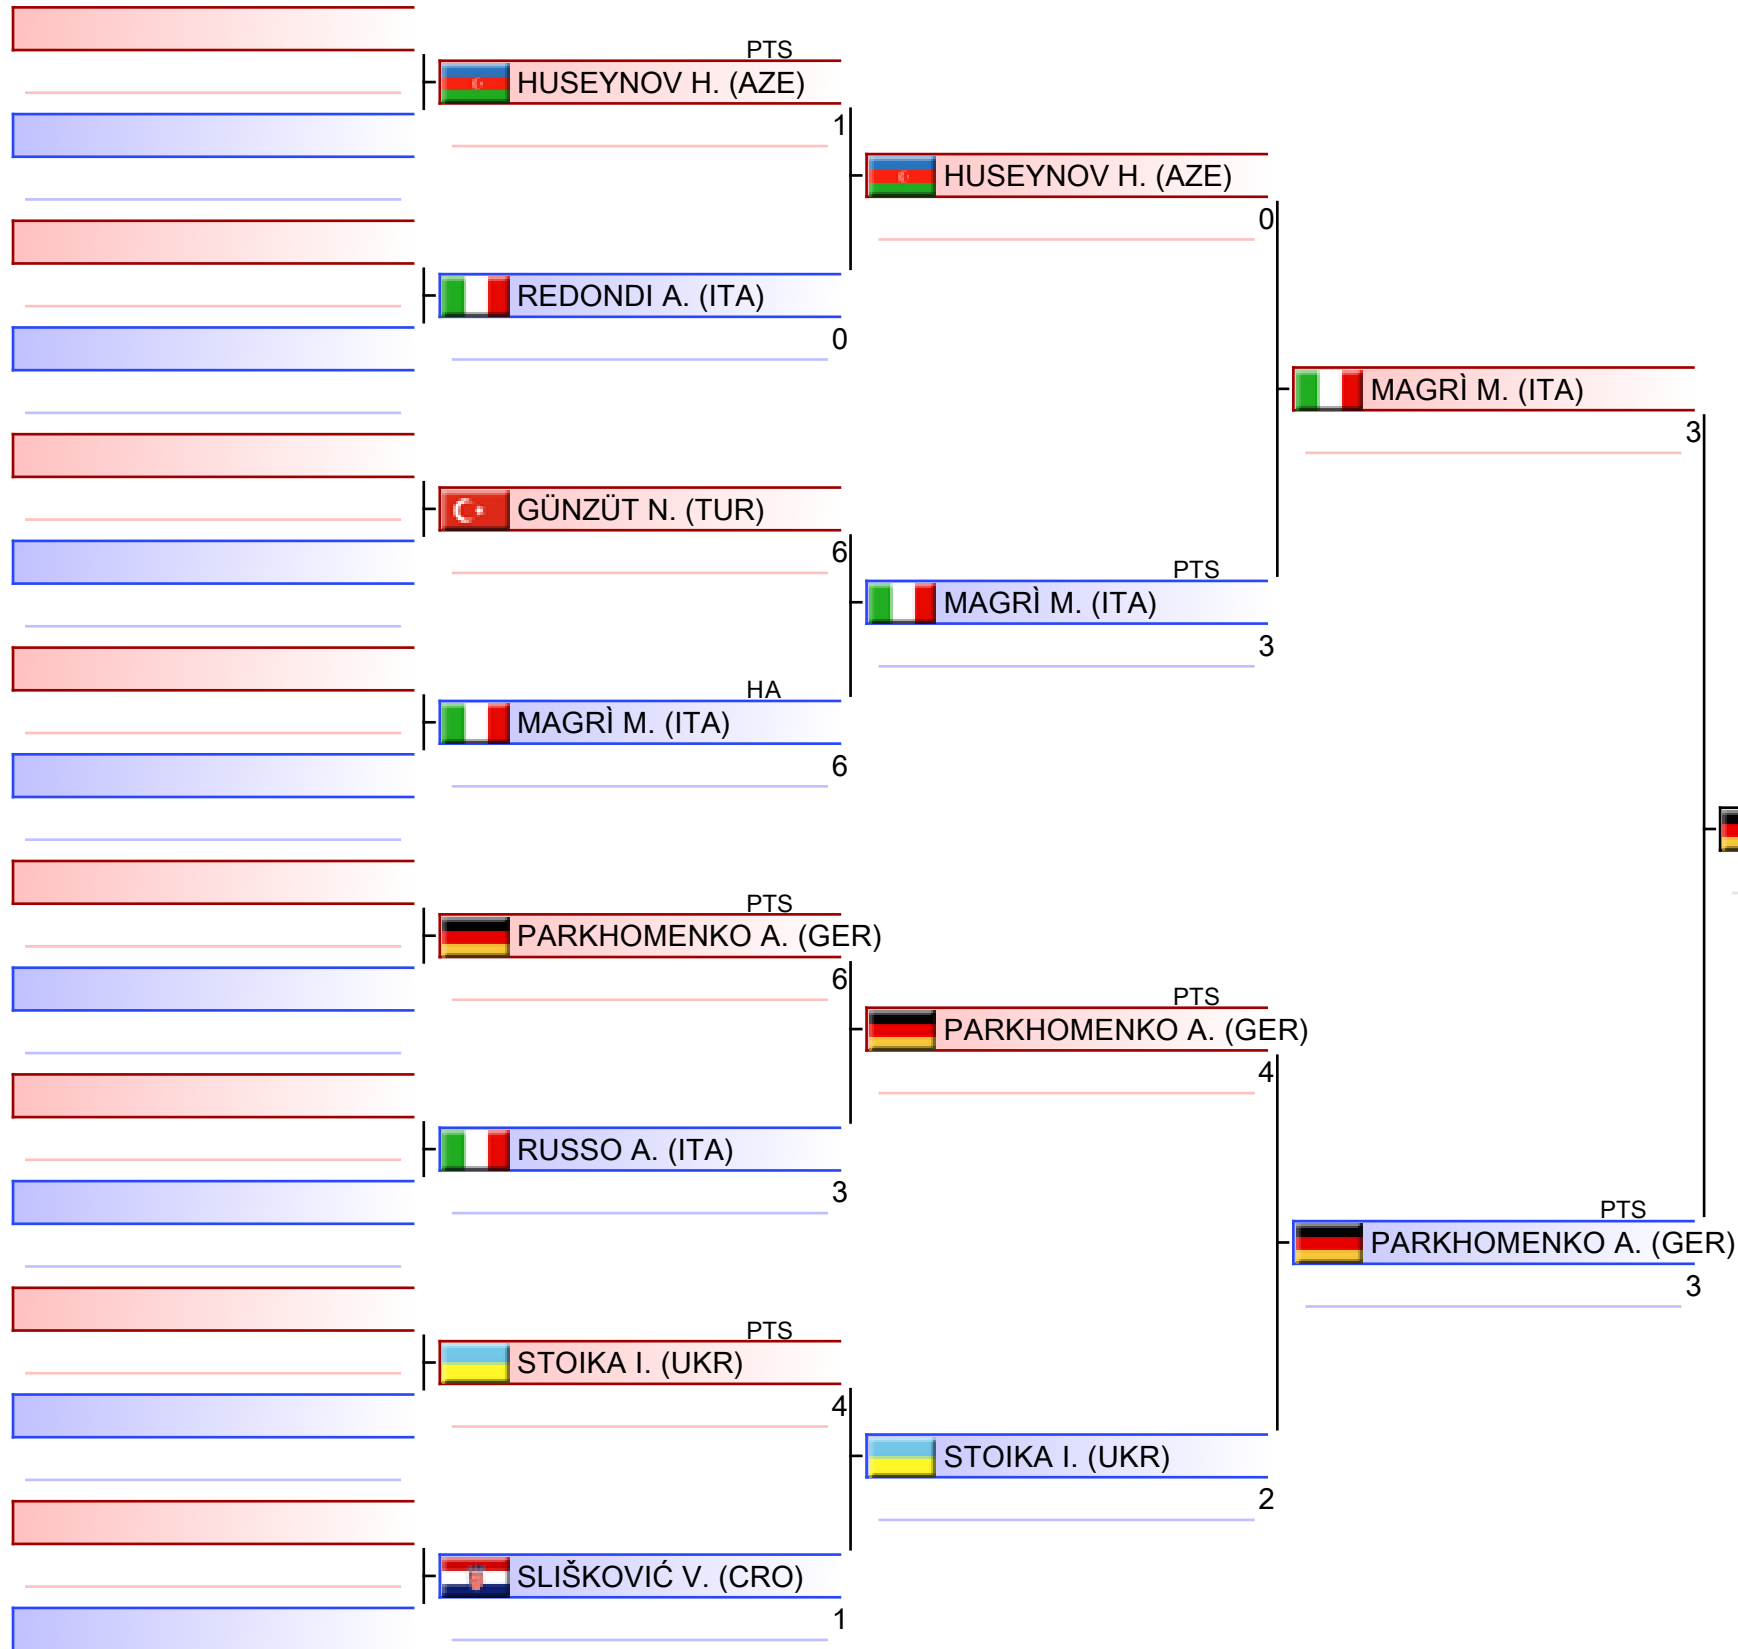 PTS
HUSEYNOV H. (AZE)
1
HUSEYNOV H. (AZE)
0
REDONDI A. (ITA)
0
MAGRÌ M. (ITA)
3
GÜNZÜT N. (TUR)
6
PTS
MAGRÌ M. (ITA)
3
HA
MAGRÌ M. (ITA)
6
PTS
PARKHOMENKO A. (GER)
6
PTS
PARKHOMENKO A. (GER)
4
RUSSO A. (ITA)
3
PTS
PARKHOMENKO A. (GER)
3
PTS
STOIKA I. (UKR)
4
STOIKA I. (UKR)
2
SLIŠKOVIĆ V. (CRO)
1